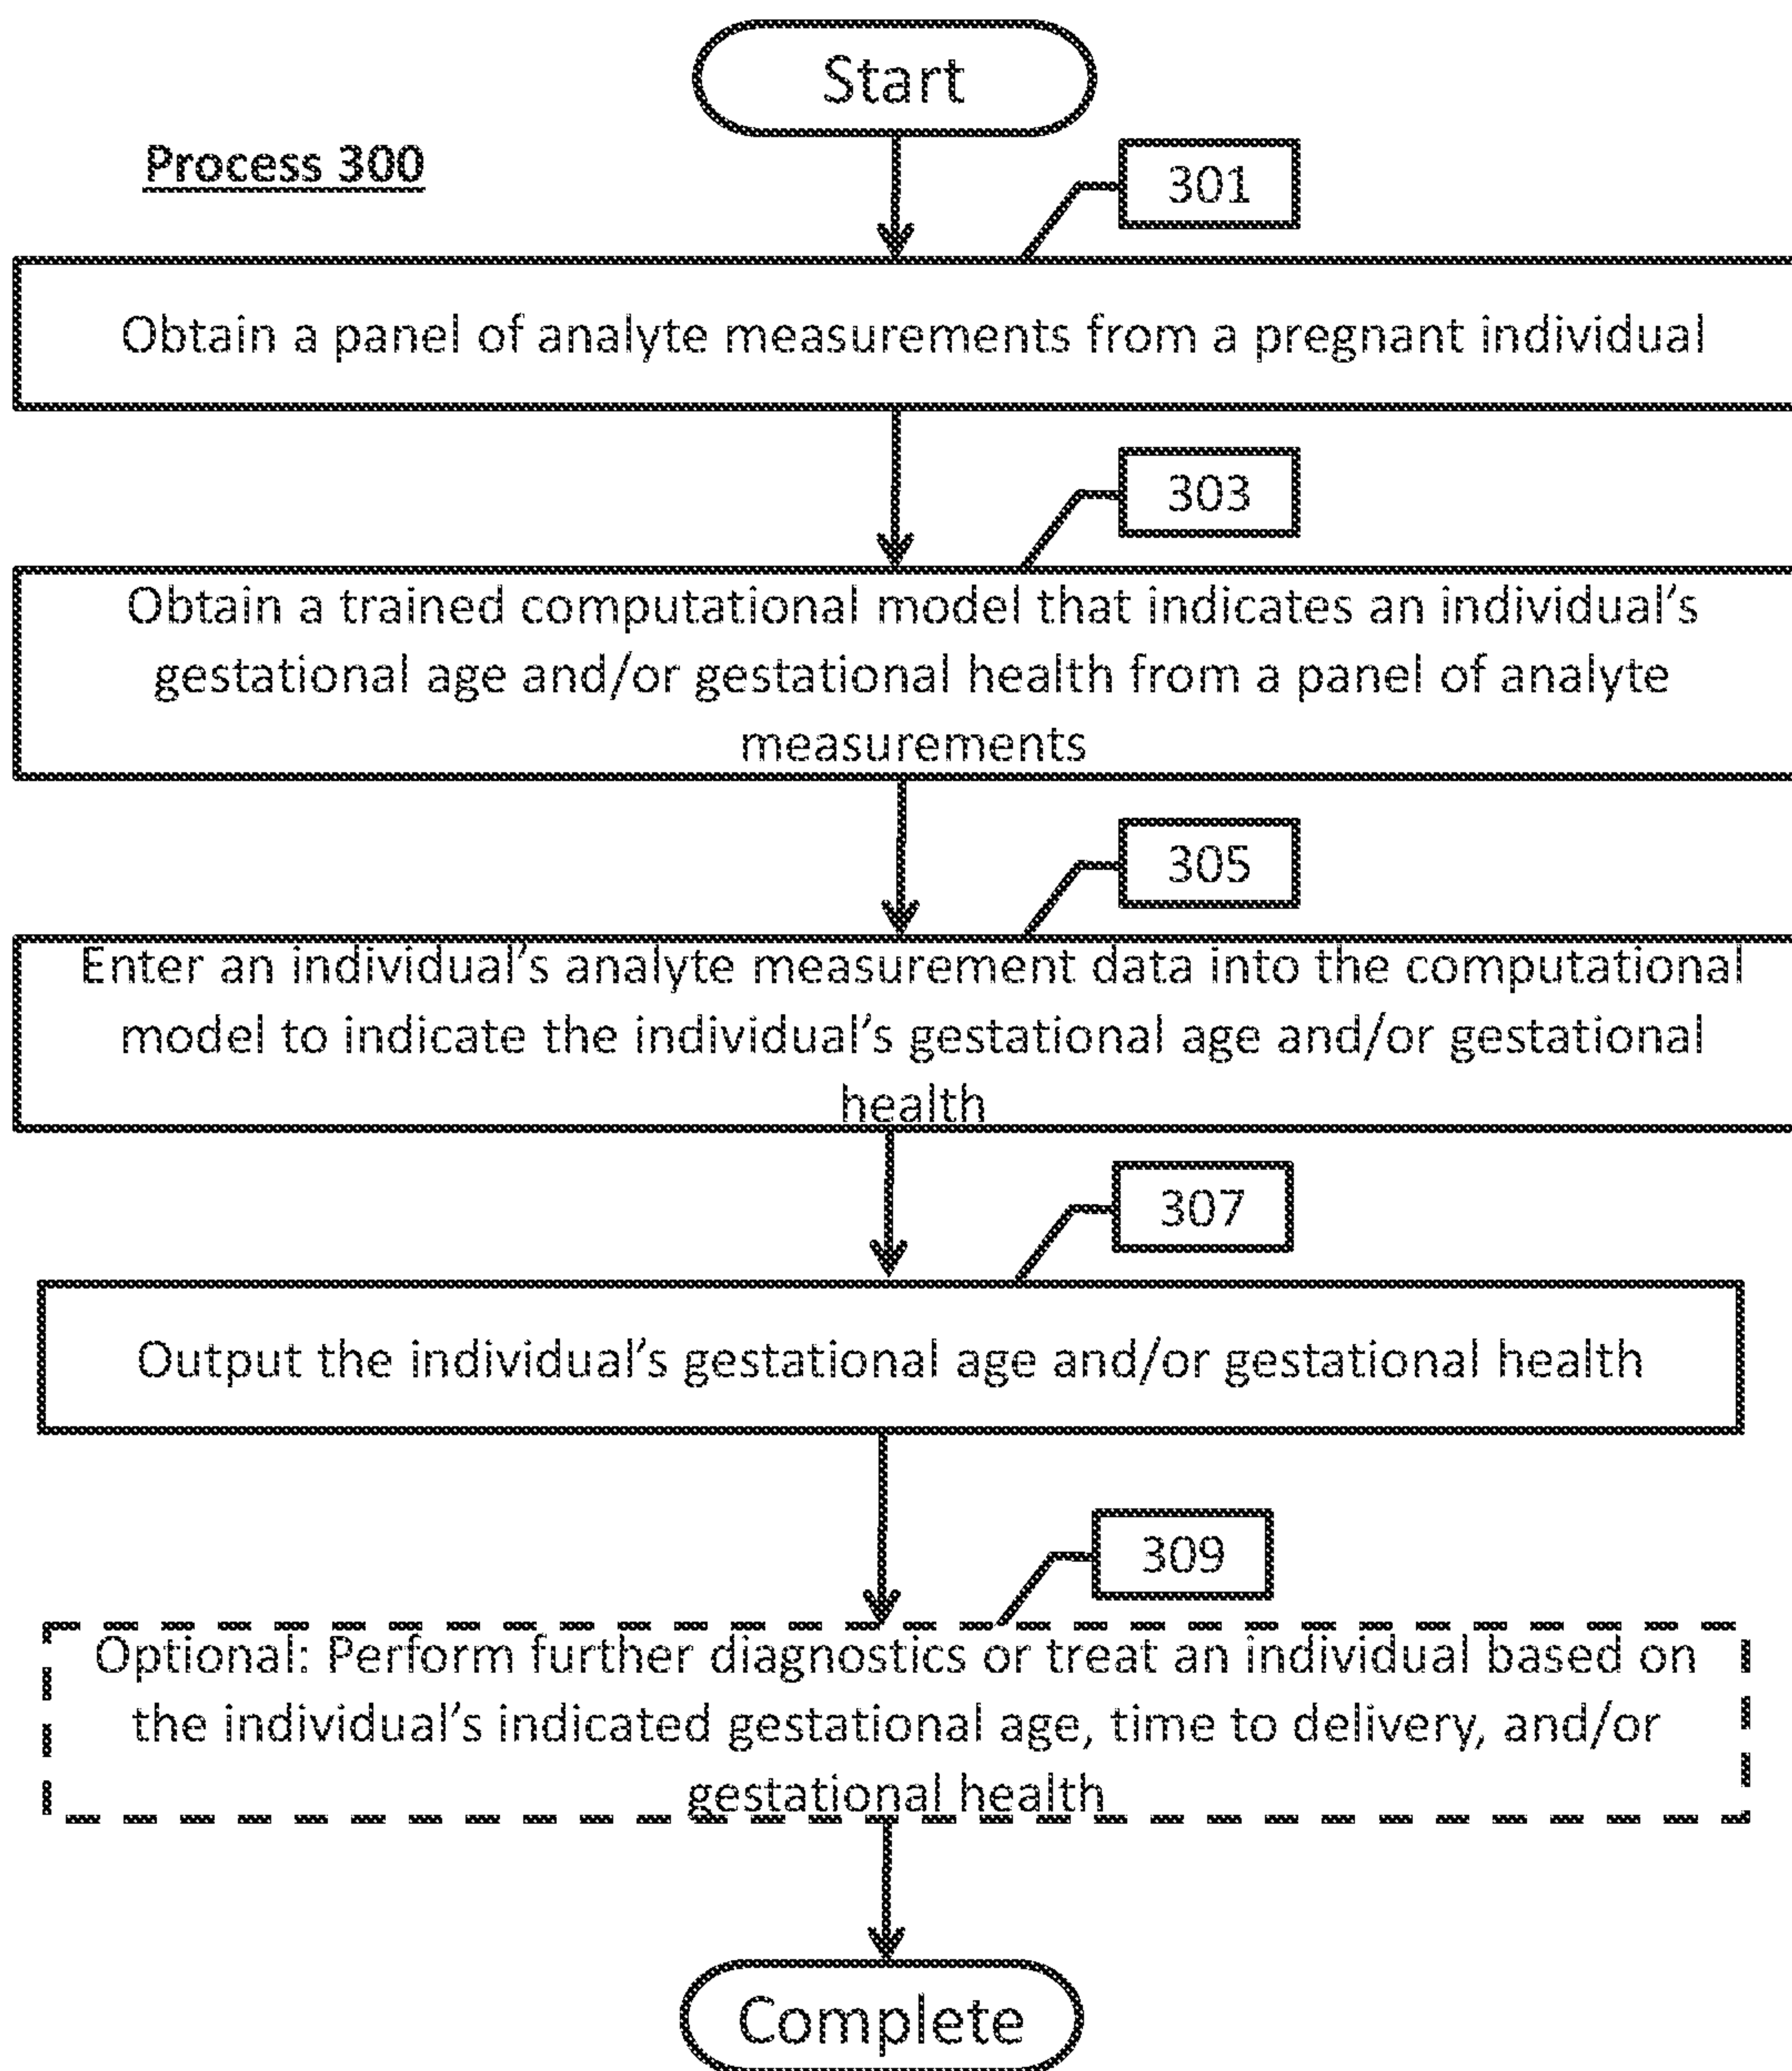 Start
Process 300
301
Obtain a panel of analyte measurements from a pregnant individual
303
Obtain a trained computational model that indicates an individual's
gestational age and/or gestational health from a panel of analyte
measurements
305
Enter an individual's analyte measurement data into the computational
model to indicate the individual's gestational age and/or gestational
health
307
Output the individual's gestational age and/or gestational health
309
Optional: Perform further diagnostics or treat an individual based on
the individual's indicated gestational age, time to delivery, and/or
gestational health
Complete